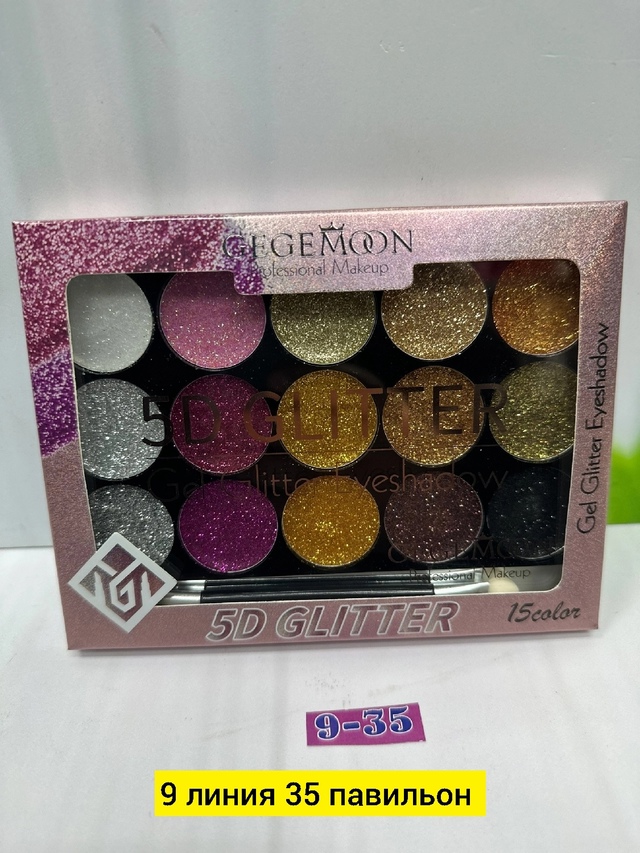 GEGEMOON
Professional Makeup
5D GLITTER
Gel Glitter Eyeshadow
Gel Glitter Eyeshadow
GEGEMOON
Professional Makeup
5D GLITTER
15color
9-35
9 линия 35 павильон